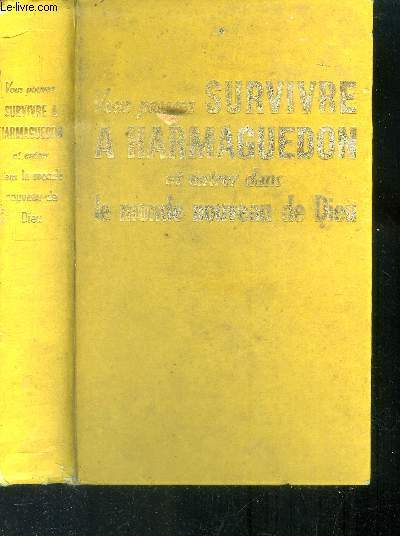 Vous pouvez
SURVIVRE A
HARMAGUEDON
et entrer
dans le monde
nouveau de
Dieu
Vous pouvez SURVIVRE
A HARMAGUEDON
et entrer dans
le monde nouveau de Dieu
www.le-livre.com